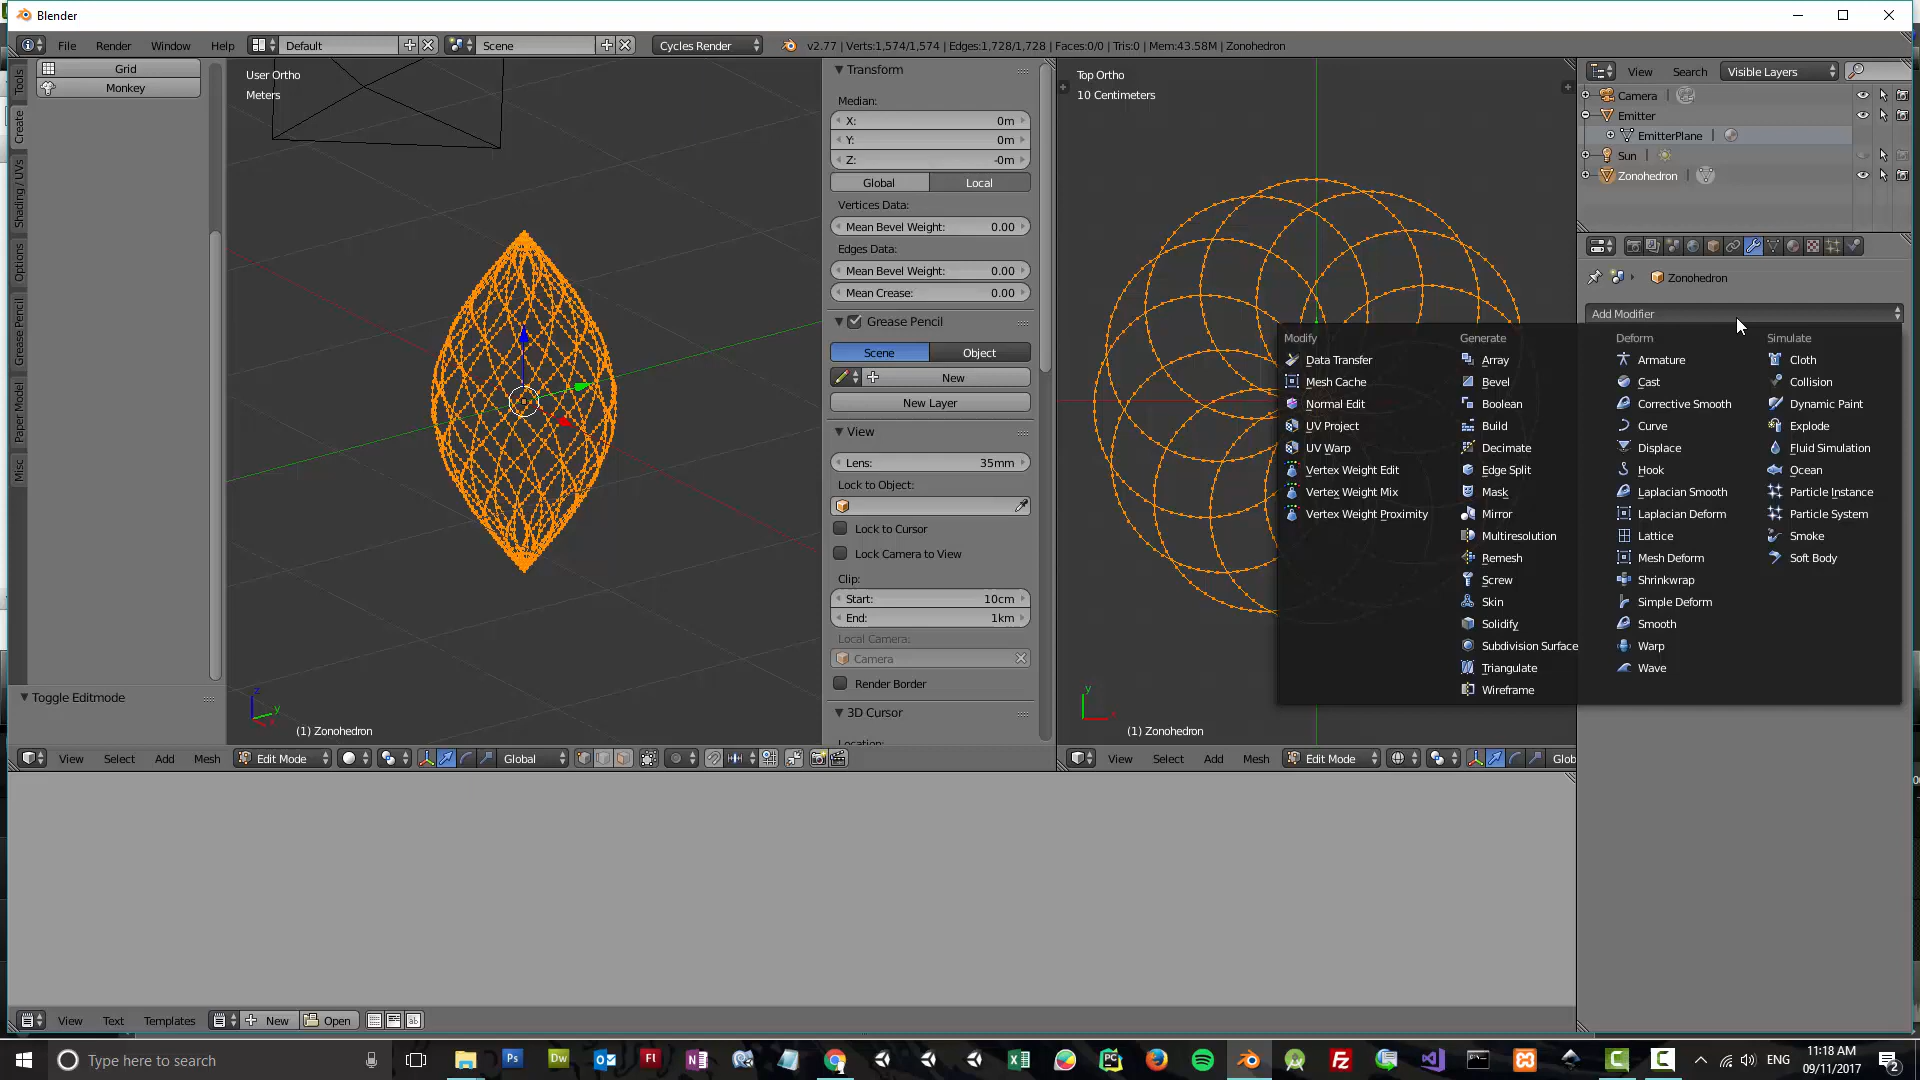 Blender
File Render Window Help Default Scene Cycles Render v2.77 | Verts:1,574/1,574 | Edges:1,728/1,728 | Faces:0/0 | Tris:0 | Mem:43.58M | Zonohedron
Tools
Create
Shading / UVs
Options
Grease Pencil
Paper Model
Misc
Grid
Monkey
Toggle Editmode
User Ortho
Meters
(1) Zonohedron
Transform
Median:
X: 0m
Y: 0m
Z: -0m
Global Local
Vertices Data:
Mean Bevel Weight: 0.00
Edges Data:
Mean Bevel Weight: 0.00
Mean Crease: 0.00
Grease Pencil
Scene Object
New
New Layer
View
Lens: 35mm
Lock to Object:
Lock to Cursor
Lock Camera to View
Clip:
Start: 10cm
End: 1km
Local Camera:
Camera
Render Border
3D Cursor
Location:
Top Ortho
10 Centimeters
(1) Zonohedron
View Search Visible Layers
Camera
Emitter
EmitterPlane
Sun
Zonohedron
Zonohedron
Add Modifier
Modify
Data Transfer
Mesh Cache
Normal Edit
UV Project
UV Warp
Vertex Weight Edit
Vertex Weight Mix
Vertex Weight Proximity
Generate
Array
Bevel
Boolean
Build
Decimate
Edge Split
Mask
Mirror
Multiresolution
Remesh
Screw
Skin
Solidify
Subdivision Surface
Triangulate
Wireframe
Deform
Armature
Cast
Corrective Smooth
Curve
Displace
Hook
Laplacian Smooth
Laplacian Deform
Lattice
Mesh Deform
Shrinkwrap
Simple Deform
Smooth
Warp
Wave
Simulate
Cloth
Collision
Dynamic Paint
Explode
Fluid Simulation
Ocean
Particle Instance
Particle System
Smoke
Soft Body
View Select Add Mesh Edit Mode Global
View Select Add Mesh Edit Mode Glob
View Text Templates New Open
Type here to search
ENG
11:18 AM
09/11/2017